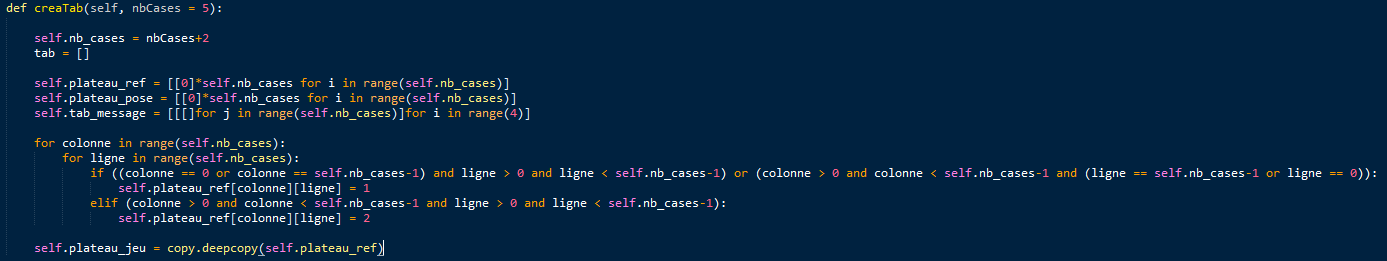 def creaTab(self, nbCases = 5):
self.nb_cases = nbCases+2
tab = []
self.plateau_ref = [[0]*self.nb_cases for i in range(self.nb_cases)]
self.plateau_pose = [[0]*self.nb_cases for i in range(self.nb_cases)]
self.tab_message = [[[]for j in range(self.nb_cases)]for i in range(4)]
for colonne in range(self.nb_cases):
for ligne in range(self.nb_cases):
if ((colonne == 0 or colonne == self.nb_cases-1) and ligne > 0 and ligne < self.nb_cases-1) or (colonne > 0 and colonne < self.nb_cases-1 and (ligne == self.nb_cases-1 or ligne == 0)):
self.plateau_ref[colonne][ligne] = 1
elif (colonne > 0 and colonne < self.nb_cases-1 and ligne > 0 and ligne < self.nb_cases-1):
self.plateau_ref[colonne][ligne] = 2
self.plateau_jeu = copy.deepcopy(self.plateau_ref)